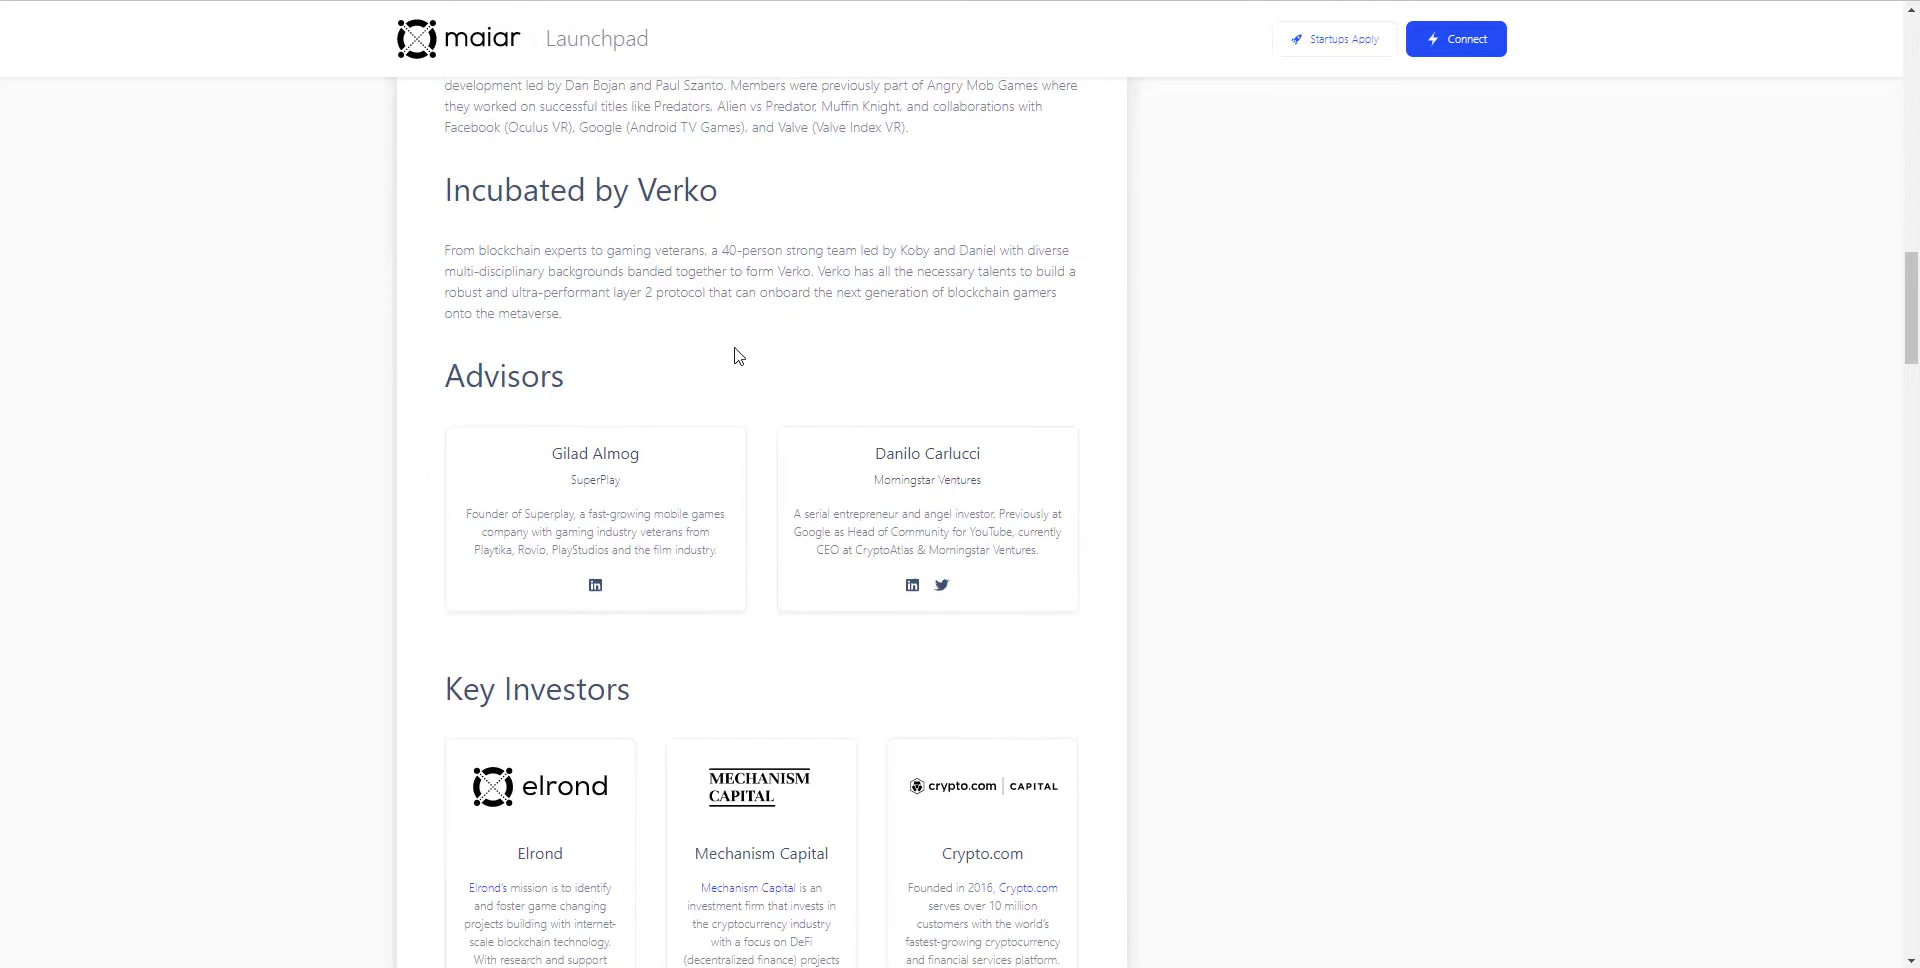 maiar Launchpad Startups Apply Connect
development led by Dan Bojan and Paul Szanto. Members were previously part of Angry Mob Games where
they worked on successful titles like Predators, Alien vs Predator, Muffin Knight, and collaborations with
Facebook (Oculus VR), Google (Android TV Games), and Valve (Valve Index VR).
Incubated by Verko
From blockchain experts to gaming veterans, a 40-person strong team led by Koby and Daniel with diverse
multi-disciplinary backgrounds banded together to form Verko. Verko has all the necessary talents to build a
robust and ultra-performant layer 2 protocol that can onboard the next generation of blockchain gamers
onto the metaverse.
Advisors
Gilad Almog
SuperPlay
Founder of Superplay, a fast-growing mobile games
company with gaming industry veterans from
Playtika, Rovio, PlayStudios and the film industry.
Danilo Carlucci
Morningstar Ventures
A serial entrepreneur and angel investor. Previously at
Google as Head of Community for YouTube, currently
CEO at CryptoAtlas & Morningstar Ventures.
Key Investors
elrond
Elrond
Elrond's mission is to identify
and foster game changing
projects building with internet-
scale blockchain technology.
With research and support
MECHANISM
CAPITAL
Mechanism Capital
Mechanism Capital is an
investment firm that invests in
the cryptocurrency industry
with a focus on DeFi
(decentralized finance) projects
crypto.com | CAPITAL
Crypto.com
Founded in 2016, Crypto.com
serves over 10 million
customers with the world's
fastest-growing cryptocurrency
and financial services platform.